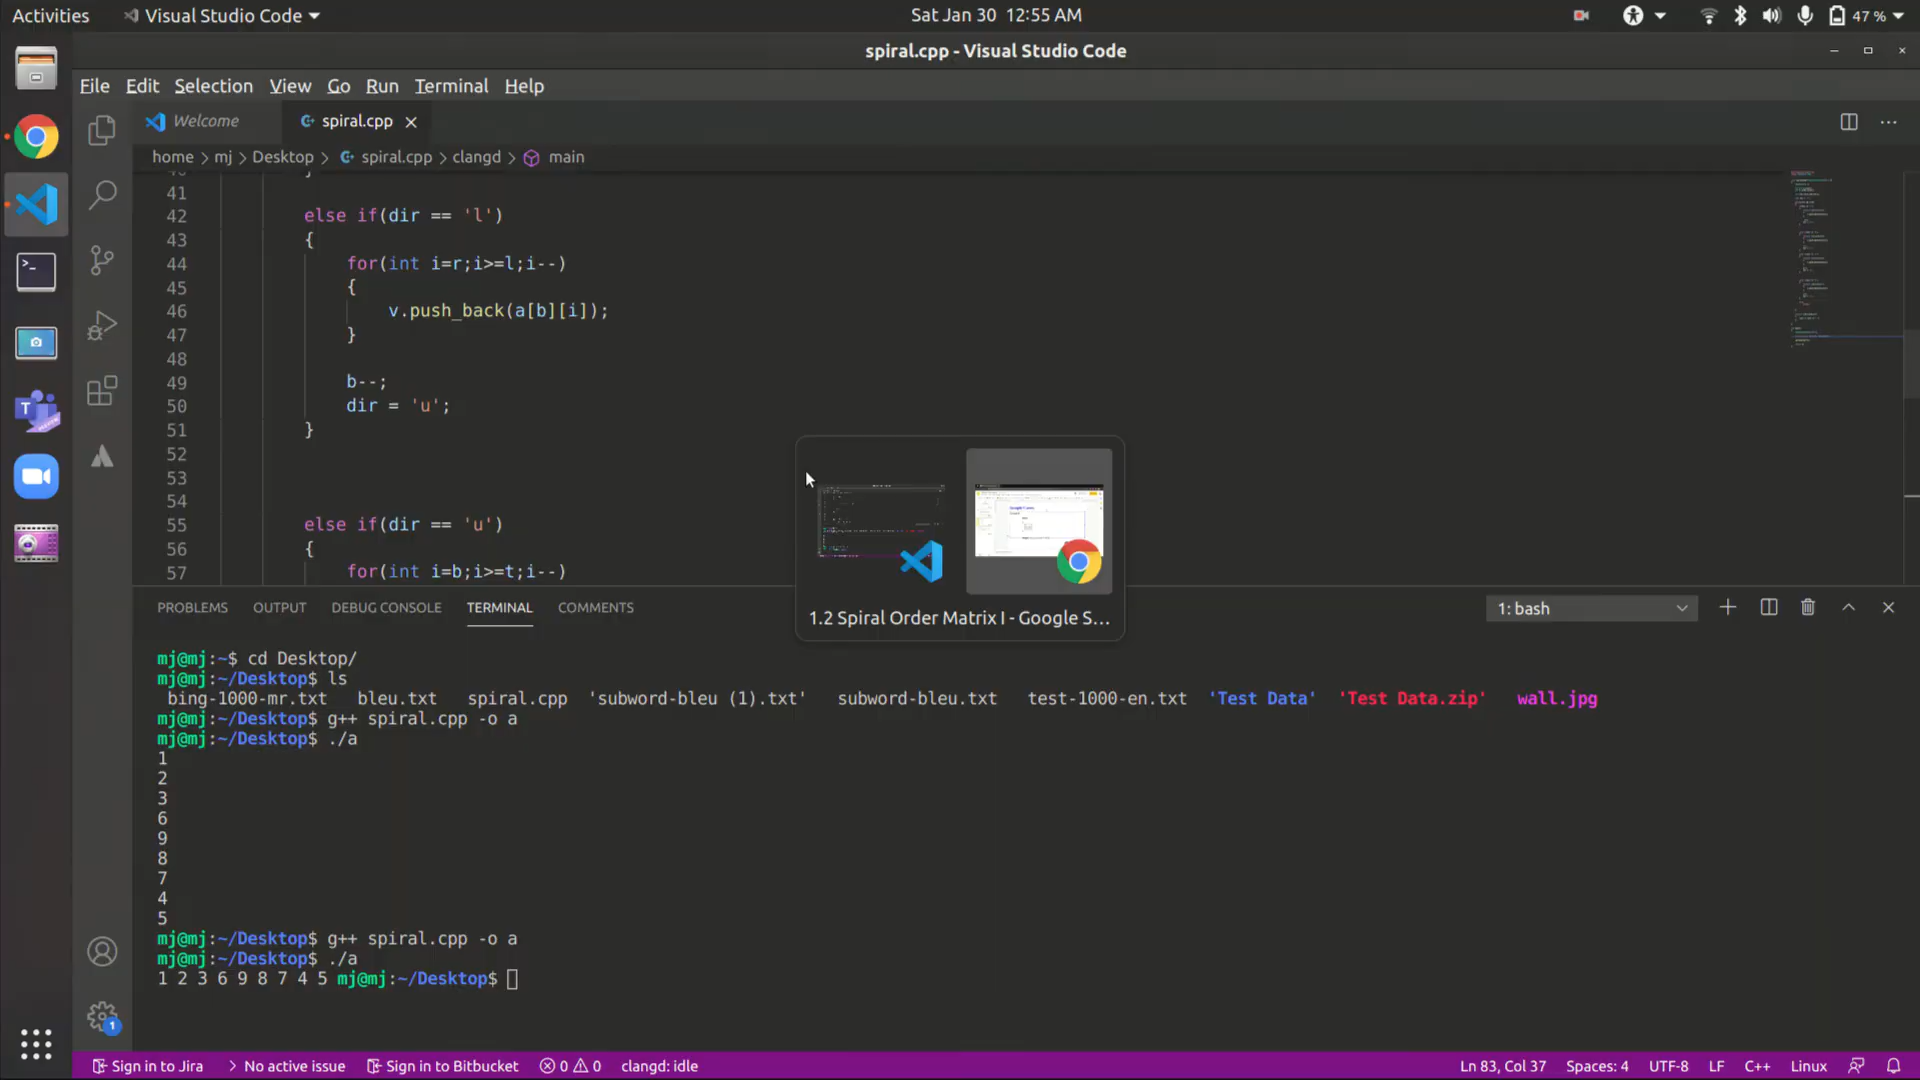 Activities
Visual Studio Code
Sat Jan 30 12:55 AM
47 %
spiral.cpp - Visual Studio Code
File Edit Selection View Go Run Terminal Help
Welcome
spiral.cpp
home > mj > Desktop > spiral.cpp > clangd > main
41
42 else if(dir == 'l')
43 {
44 for(int i=r;i>=l;i--)
45 {
46 v.push_back(a[b][i]);
47 }
48
49 b--;
50 dir = 'u';
51 }
52
53
54
55 else if(dir == 'u')
56 {
57 for(int i=b;i>=t;i--)
1.2 Spiral Order Matrix I - Google S...
PROBLEMS OUTPUT DEBUG CONSOLE TERMINAL COMMENTS
1: bash
mj@mj:~$ cd Desktop/
mj@mj:~/Desktop$ ls
bing-1000-mr.txt bleu.txt spiral.cpp 'subword-bleu (1).txt' subword-bleu.txt test-1000-en.txt 'Test Data' 'Test Data.zip' wall.jpg
mj@mj:~/Desktop$ g++ spiral.cpp -o a
mj@mj:~/Desktop$ ./a
1
2
3
6
9
8
7
4
5
mj@mj:~/Desktop$ g++ spiral.cpp -o a
mj@mj:~/Desktop$ ./a
1 2 3 6 9 8 7 4 5 mj@mj:~/Desktop$
1
Sign in to Jira > No active issue Sign in to Bitbucket 0 0 clangd: idle
Ln 83, Col 37 Spaces: 4 UTF-8 LF C++ Linux